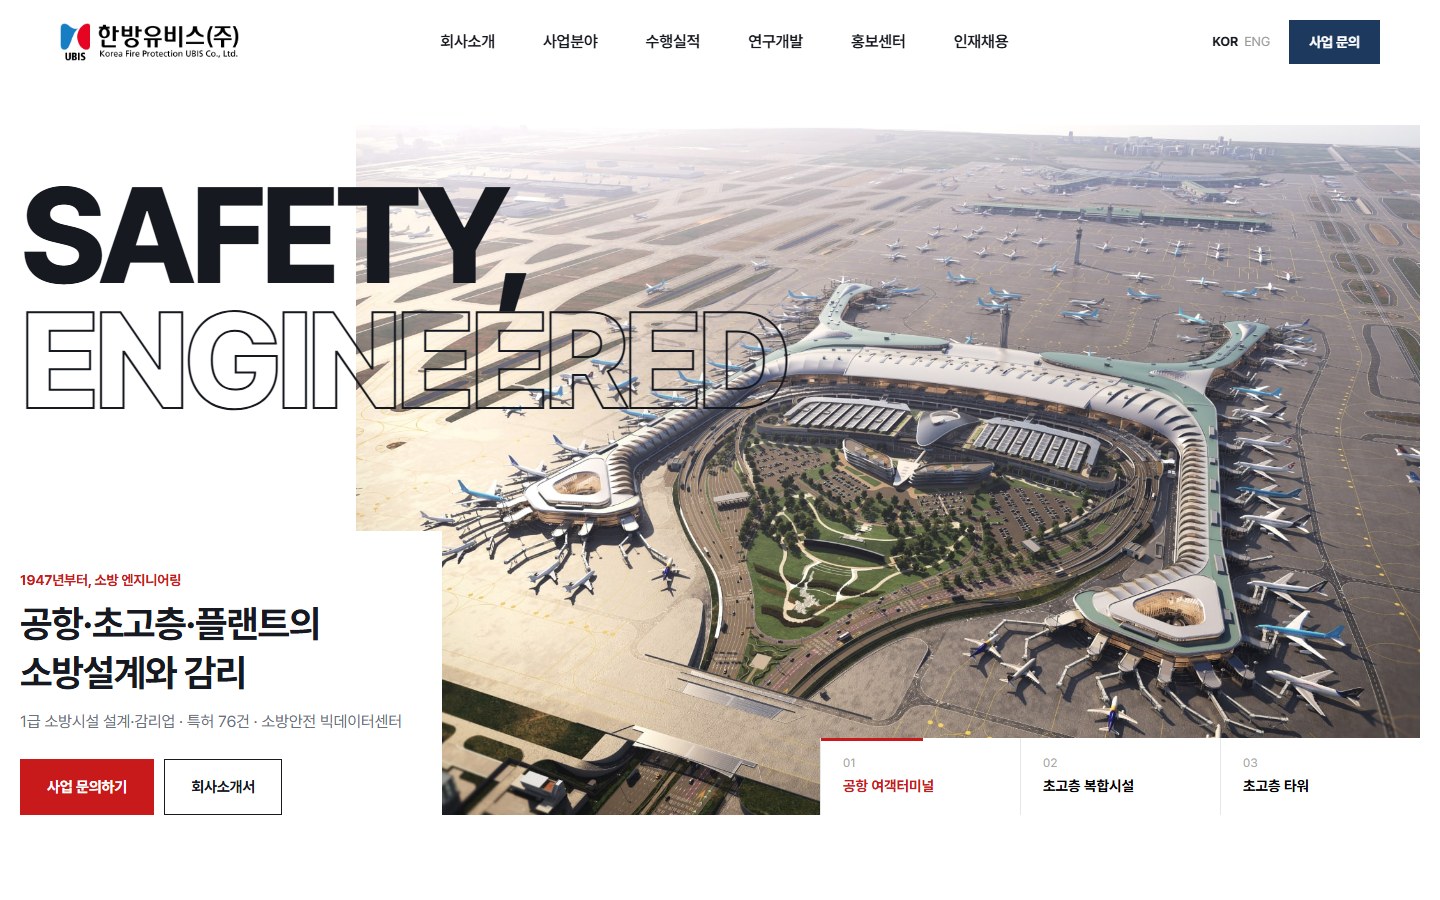 UBIS
한방유비스(주)
Korea Fire Protection UBIS Co., Ltd.
회사소개 사업분야 수행실적 연구개발 홍보센터 인재채용
KOR ENG
사업 문의
SAFETY,
ENGINEERED
1947년부터, 소방 엔지니어링
공항·초고층·플랜트의
소방설계와 감리
1급 소방시설 설계·감리업 · 특허 76건 · 소방안전 빅데이터센터
사업 문의하기 회사소개서
01
공항 여객터미널
02
초고층 복합시설
03
초고층 타워